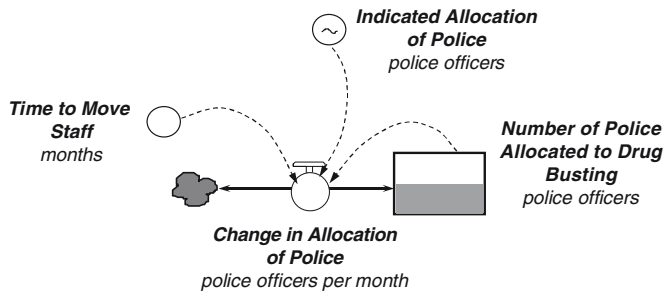 Indicated Allocation
of Police
police officers
Time to Move
Staff
months
Number of Police
Allocated to Drug
Busting
police officers
Change in Allocation
of Police
police officers per month